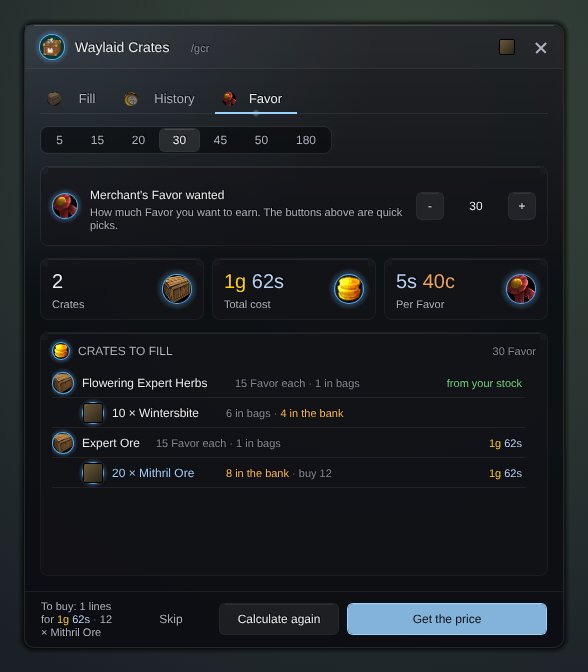 Waylaid Crates /gcr
Fill History Favor
5 15 20 30 45 50 180
Merchant's Favor wanted
How much Favor you want to earn. The buttons above are quick
picks.
- 30 +
2
Crates
1g 62s
Total cost
5s 40c
Per Favor
CRATES TO FILL 30 Favor
Flowering Expert Herbs 15 Favor each · 1 in bags from your stock
10 × Wintersbite 6 in bags · 4 in the bank
Expert Ore 15 Favor each · 1 in bags 1g 62s
20 × Mithril Ore 8 in the bank · buy 12 1g 62s
To buy: 1 lines
for 1g 62s · 12
× Mithril Ore
Skip
Calculate again
Get the price